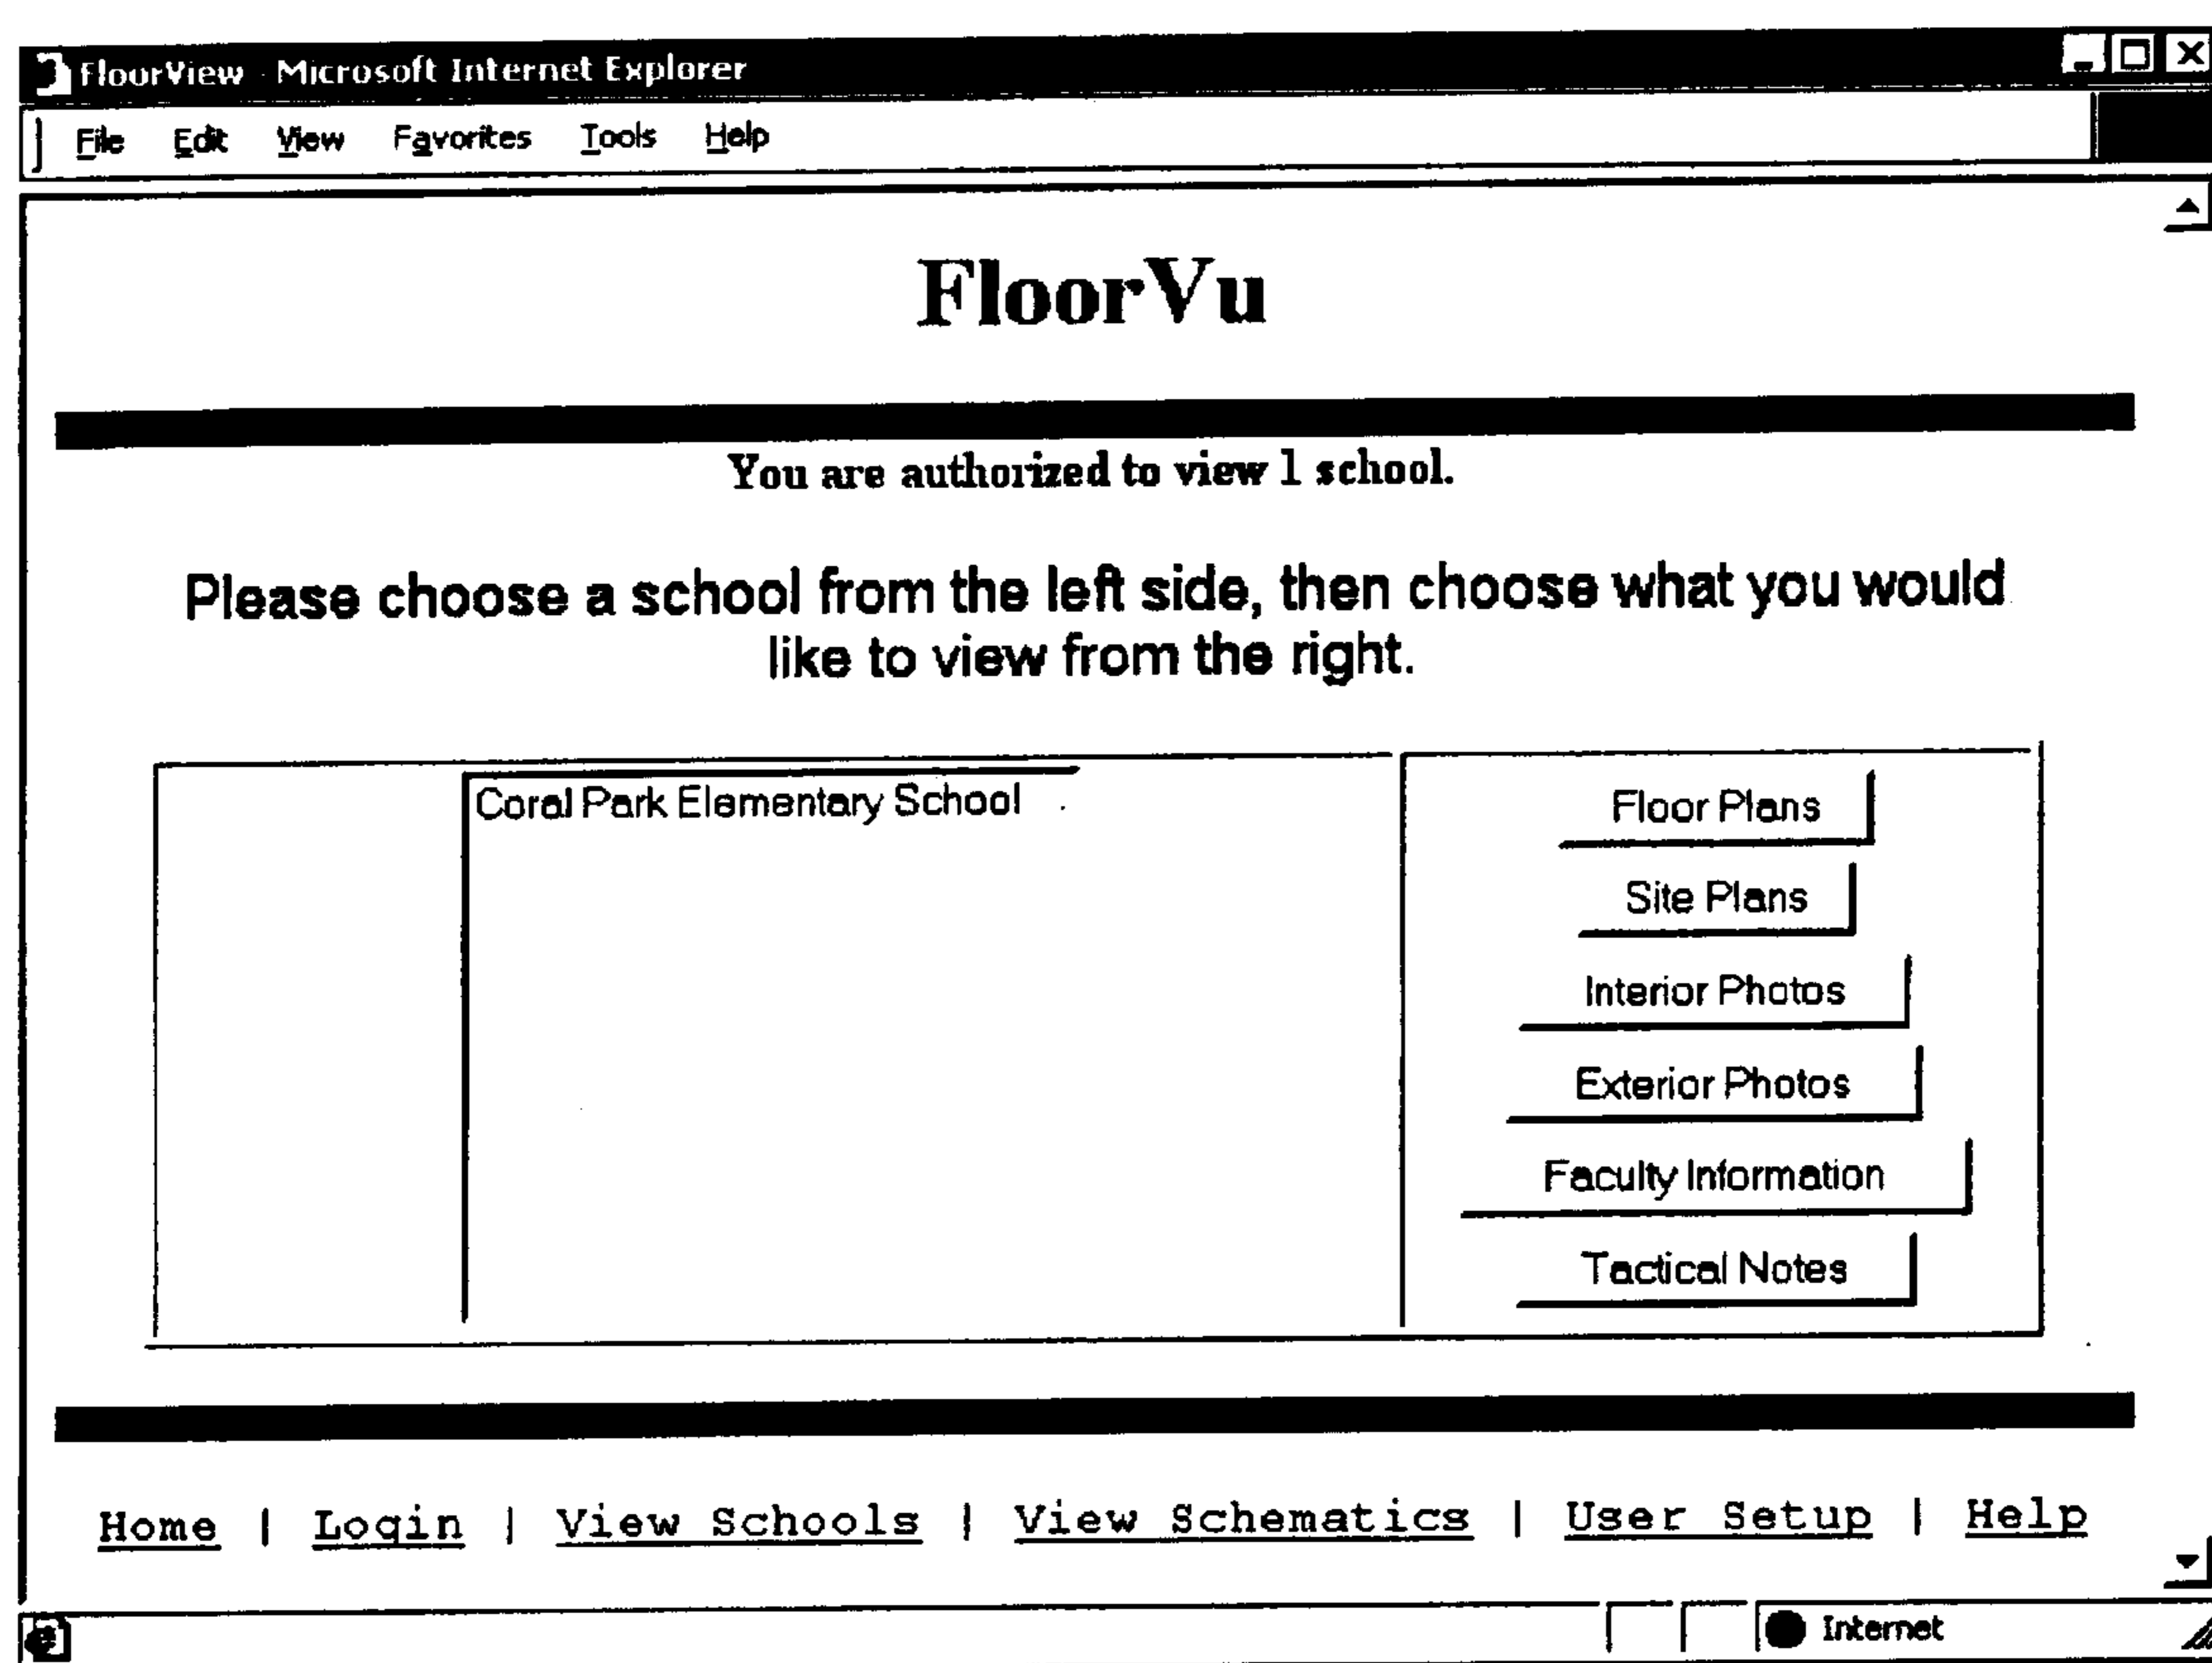 FloorView - Microsoft Internet Explorer
File Edit View Favorites Tools Help
FloorVu
You are authorized to view 1 school.
Please choose a school from the left side, then choose what you would
like to view from the right.
Coral Park Elementary School
Floor Plans
Site Plans
Interior Photos
Exterior Photos
Faculty Information
Tactical Notes
Home | Login | View Schools | View Schematics | User Setup | Help
Internet